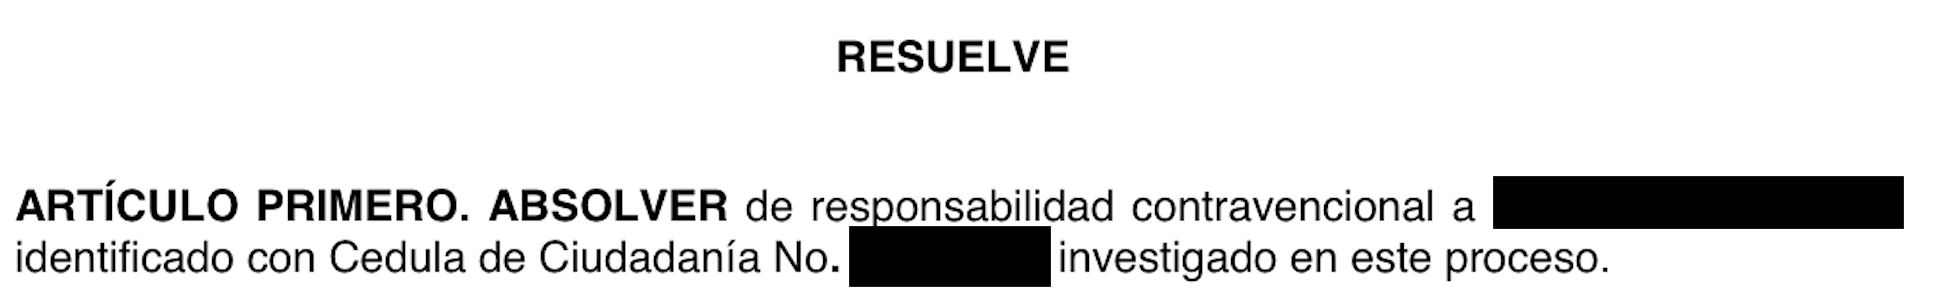 RESUELVE
ARTÍCULO PRIMERO. ABSOLVER de responsabilidad contravencional a
identificado con Cedula de Ciudadanía No. investigado en este proceso.